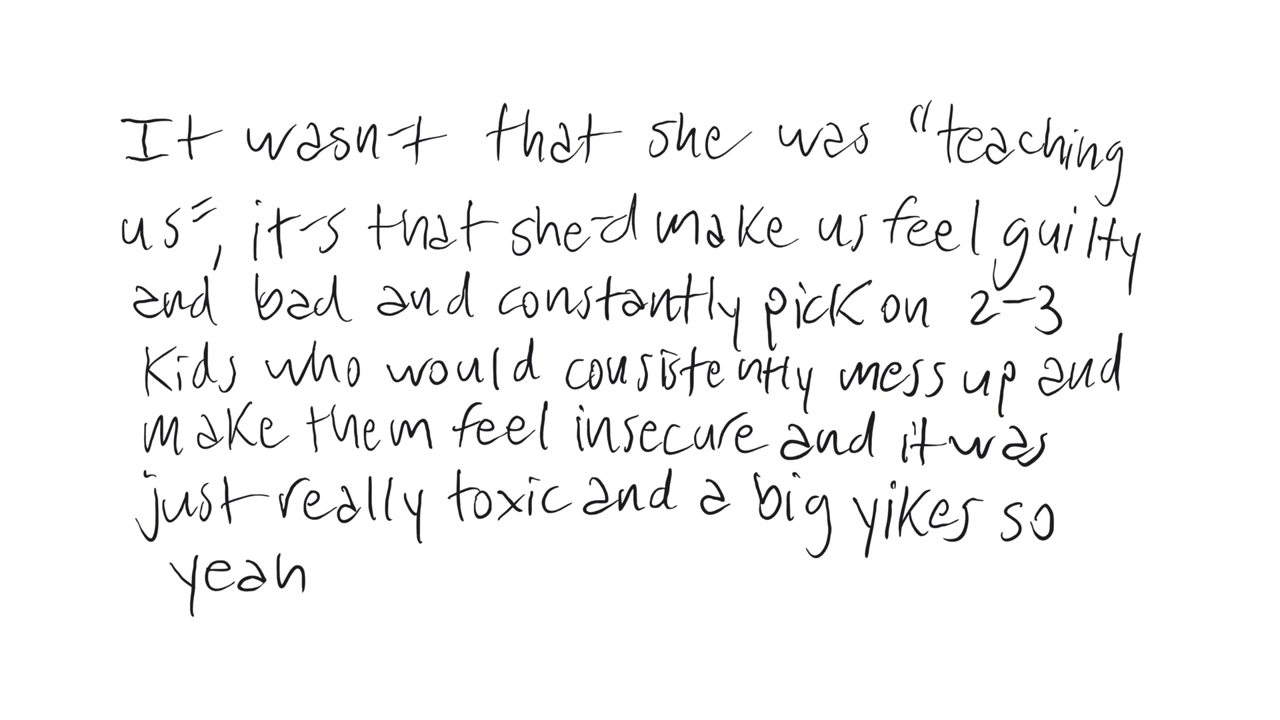 It wasn't that she was "teaching
us", it's that she'd make us feel guilty
and bad and constantly pick on 2-3
kids who would consistently mess up and
make them feel insecure and it was
just really toxic and a big yikes so
yeah